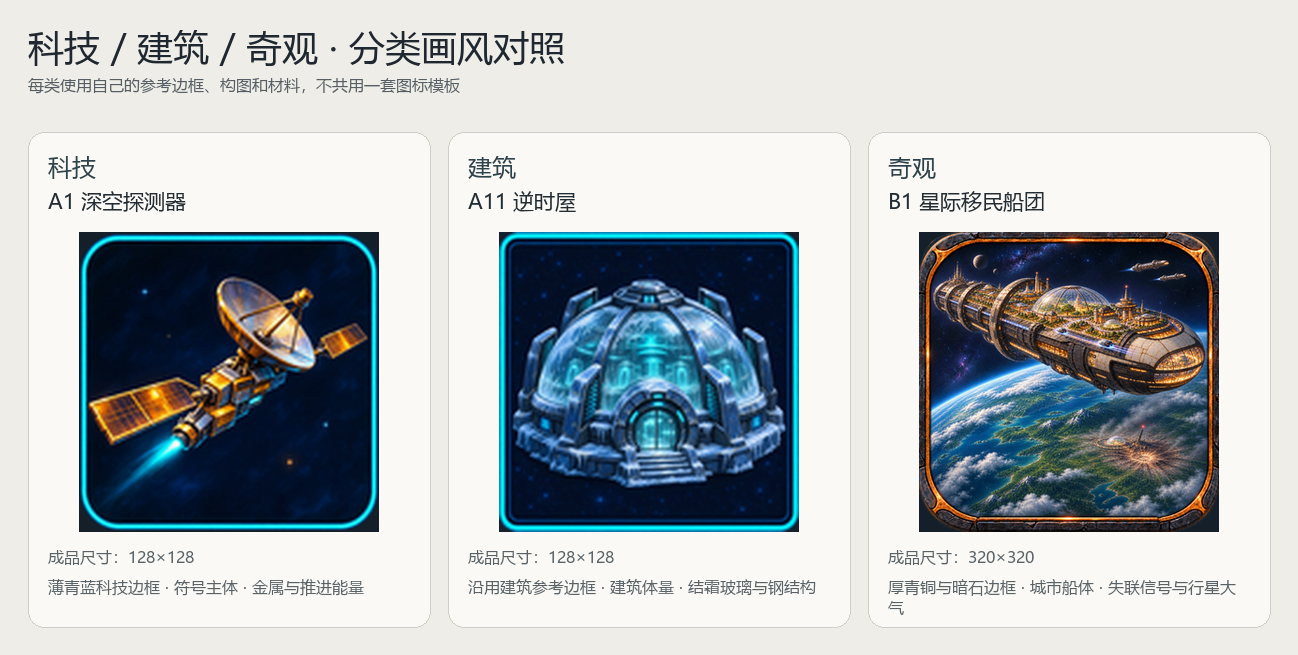 科技 / 建筑 / 奇观 · 分类画风对照
每类使用自己的参考边框、构图和材料，不共用一套图标模板
科技
A1 深空探测器
成品尺寸：128×128
薄青蓝科技边框 · 符号主体 · 金属与推进能量
建筑
A11 逆时屋
成品尺寸：128×128
沿用建筑参考边框 · 建筑体量 · 结霜玻璃与钢结构
奇观
B1 星际移民船团
成品尺寸：320×320
厚青铜与暗石边框 · 城市船体 · 失联信号与行星大
气